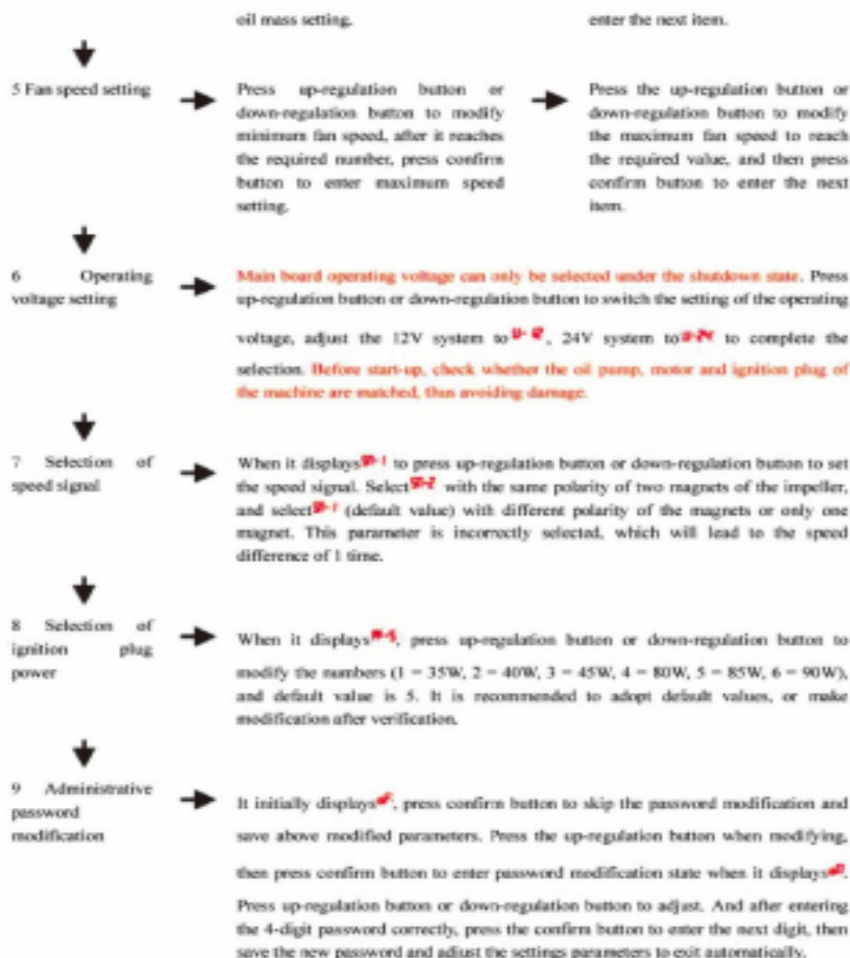 oil mass setting.
enter the next item.
5 Fan speed setting
Press up-regulation button or
down-regulation button to modify
minimum fan speed, after it reaches
the required number, press confirm
button to enter maximum speed
setting.
Press the up-regulation button or
down-regulation button to modify
the maximum fan speed to reach
the required value, and then press
confirm button to enter the next
item.
6 Operating
voltage setting
Main board operating voltage can only be selected under the shutdown state. Press
up-regulation button or down-regulation button to switch the setting of the operating
voltage, adjust the 12V system to , 24V system to to complete the
selection. Before start-up, check whether the oil pump, motor and ignition plug of
the machine are matched, thus avoiding damage.
7 Selection of
speed signal
When it displays to press up-regulation button or down-regulation button to set
the speed signal. Select with the same polarity of two magnets of the impeller,
and select (default value) with different polarity of the magnets or only one
magnet. This parameter is incorrectly selected, which will lead to the speed
difference of 1 time.
8 Selection of
ignition plug
power
When it displays , press up-regulation button or down-regulation button to
modify the numbers (1 = 35W, 2 = 40W, 3 = 45W, 4 = 80W, 5 = 85W, 6 = 90W),
and default value is 5. It is recommended to adopt default values, or make
modification after verification.
9 Administrative
password
modification
It initially displays , press confirm button to skip the password modification and
save above modified parameters. Press the up-regulation button when modifying,
then press confirm button to enter password modification state when it displays .
Press up-regulation button or down-regulation button to adjust. And after entering
the 4-digit password correctly, press the confirm button to enter the next digit, then
save the new password and adjust the settings parameters to exit automatically.